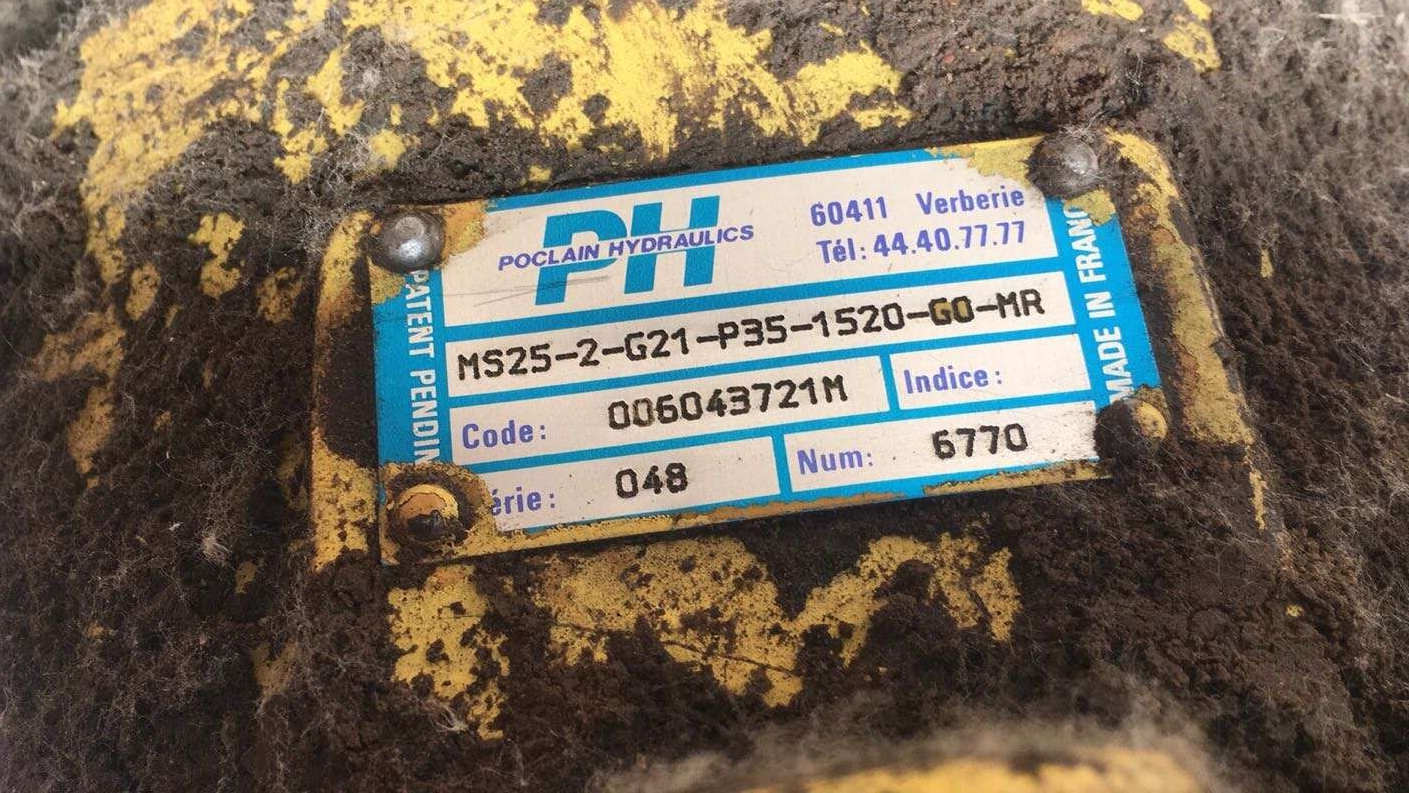 PH
POCLAIN HYDRAULICS
60411 Verberie
Tél: 44.40.77.77
PATENT PENDIN
MS25-2-G21-P35-1520-G0-MR
Code: 006043721M
Indice:
érie: 048
Num: 6770
MADE IN FRANC